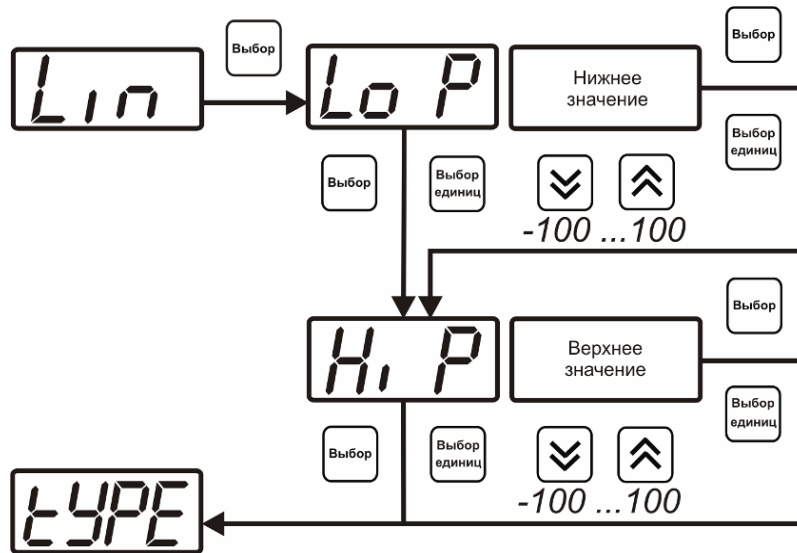 Выбор
Выбор
Lin
Lo P
Нижнее
значение
Выбор
единиц
Выбор
Выбор
единиц
-100 ...100
Выбор
Hi P
Верхнее
значение
Выбор
единиц
Выбор
Выбор
единиц
-100 ...100
tYPE